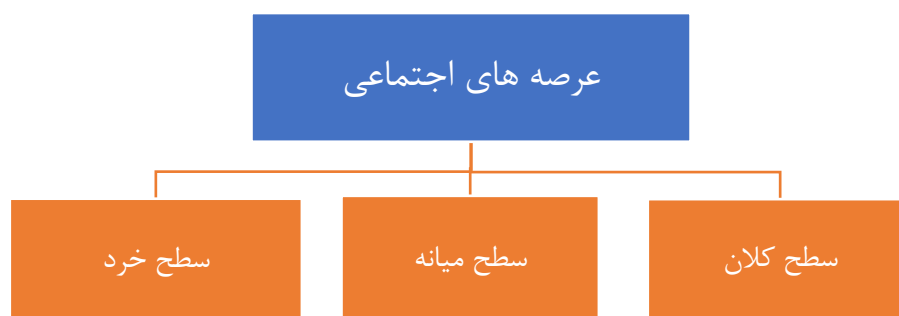 عرصه های اجتماعی
سطح کلان
سطح میانه
سطح خرد